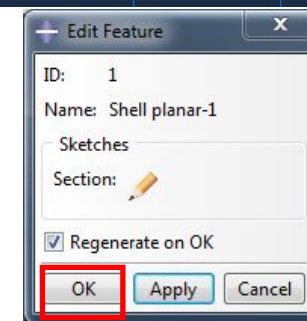 Edit Feature
ID: 1
Name: Shell planar-1
Sketches
Section:
Regenerate on OK
OK Apply Cancel